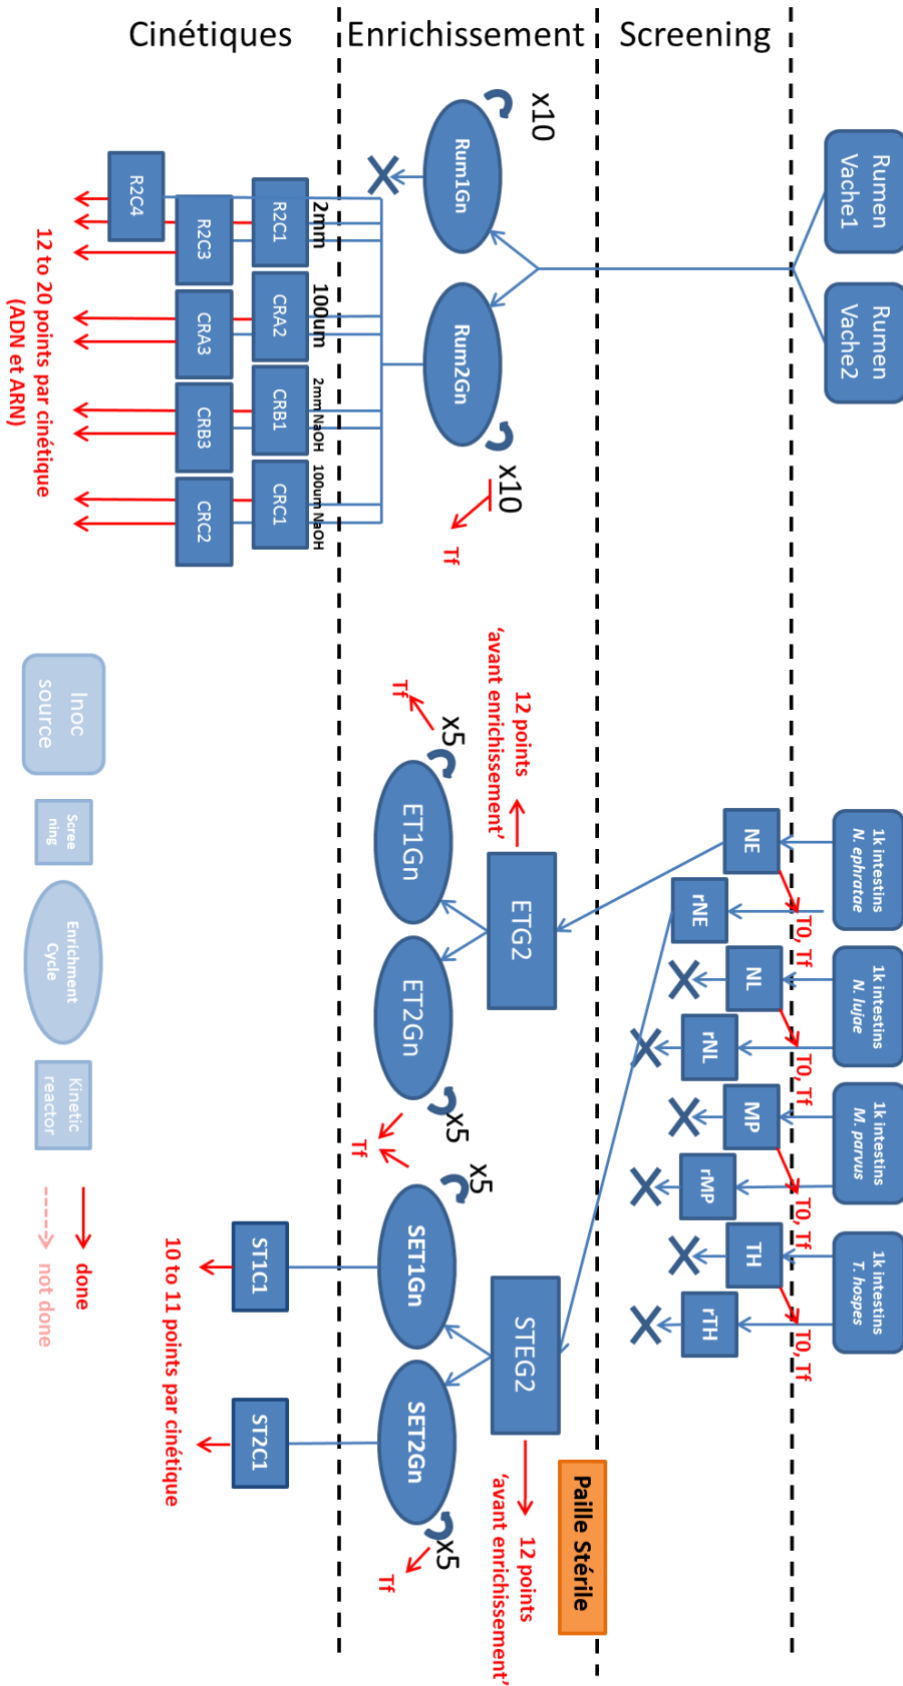 Rumen
Vache1
Rumen
Vache2
1k intestins
N. ephratae
1k intestins
N. lujae
1k intestins
M. parvus
1k intestins
T. hospes
Screening
NE
T0, Tf
rNE
NL
T0, Tf
rNL
MP
T0, Tf
rMP
TH
T0, Tf
rTH
Enrichissement
x10
Rum1Gn
Rum2Gn
x10
Tf
12 points
‘avant enrichissement’
ETG2
x5
Tf
ET1Gn
ET2Gn
x5
Tf
Paille Stérile
STEG2
12 points
‘avant enrichissement’
x5
SET1Gn
SET2Gn
x5
Tf
Cinétiques
2mm
100um
2mm NaOH
100um NaOH
R2C1
CRA2
CRB1
CRC1
R2C3
CRA3
CRB3
CRC2
R2C4
12 to 20 points par cinétique
(ADN et ARN)
ST1C1
ST2C1
10 to 11 points par cinétique
Inoc
source
Scree
ning
Enrichment
Cycle
Kinetic
reactor
done
not done